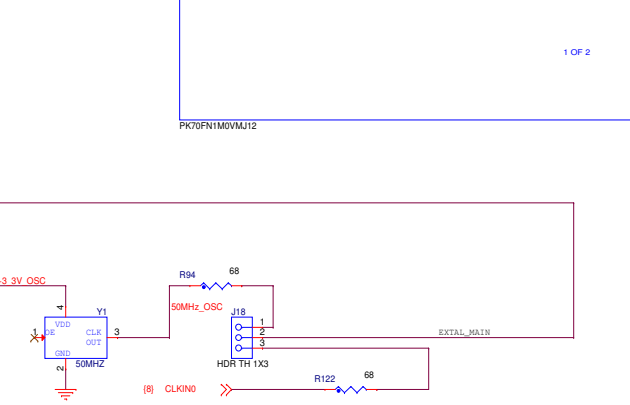 1 OF 2
PK70FN1M0VMJ12
R94
68
-3 3V_OSC
50MHz_OSC
J18
4
Y1
VDD
1
1
OE
CLK
3
2
EXTAL_MAIN
OUT
3
GND
50MHZ
HDR TH 1X3
2
R122
68
{8} CLKIN0